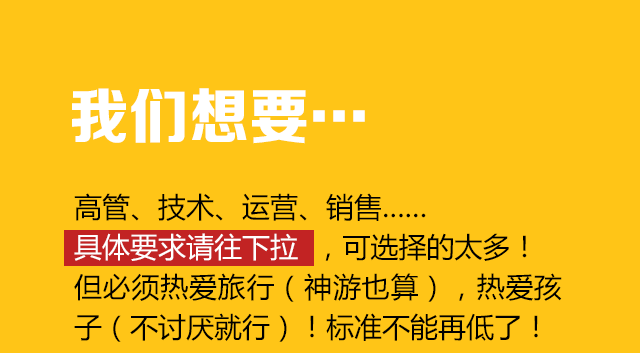 我们想要…
高管、技术、运营、销售……
具体要求请往下拉，可选择的太多！
但必须热爱旅行（神游也算），热爱孩
子（不讨厌就行）！标准不能再低了！